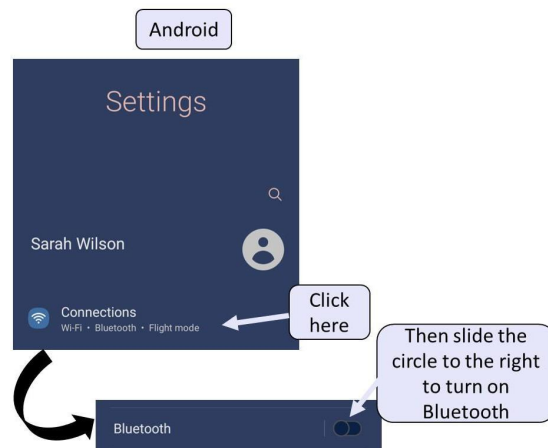 Android
Settings
Sarah Wilson
Connections
Wi-Fi • Bluetooth • Flight mode
Click
here
Then slide the
circle to the right
to turn on
Bluetooth
Bluetooth